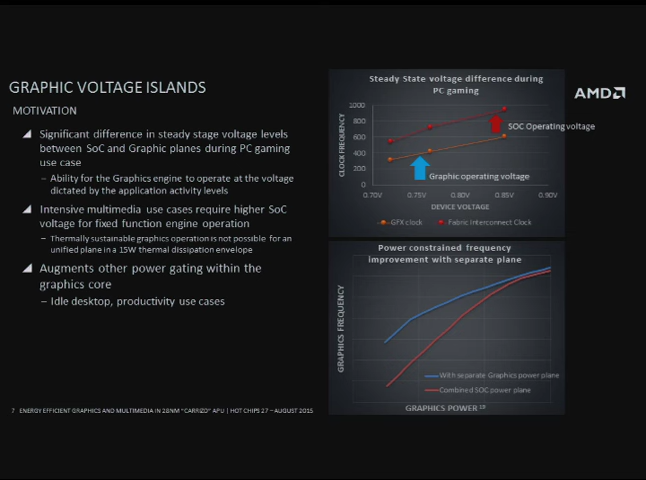 GRAPHIC VOLTAGE ISLANDS
MOTIVATION
Significant difference in steady stage voltage levels
between SoC and Graphic planes during PC gaming
use case
– Ability for the Graphics engine to operate at the voltage
dictated by the application activity levels
Intensive multimedia use cases require higher SoC
voltage for fixed function engine operation
– Thermally sustainable graphics operation is not possible for an
unified plane in a 15W thermal dissipation envelope
Augments other power gating within the
graphics core
– Idle desktop, productivity use cases
7 ENERGY EFFICIENT GRAPHICS AND MULTIMEDIA IN 28NM "CARRIZO" APU | HOT CHIPS 27 – AUGUST 2015
Steady State voltage difference during
PC gaming
CLOCK FREQUENCY
1000
800
600
400
200
0
SOC Operating voltage
Graphic operating voltage
0.70V 0.75V 0.80V 0.85V 0.90V
DEVICE VOLTAGE
GFX clock Fabric Interconnect Clock
AMD
Power constrained frequency
improvement with separate plane
GRAPHICS FREQUENCY
With separate Graphics power plane
Combined SOC power plane
GRAPHICS POWER